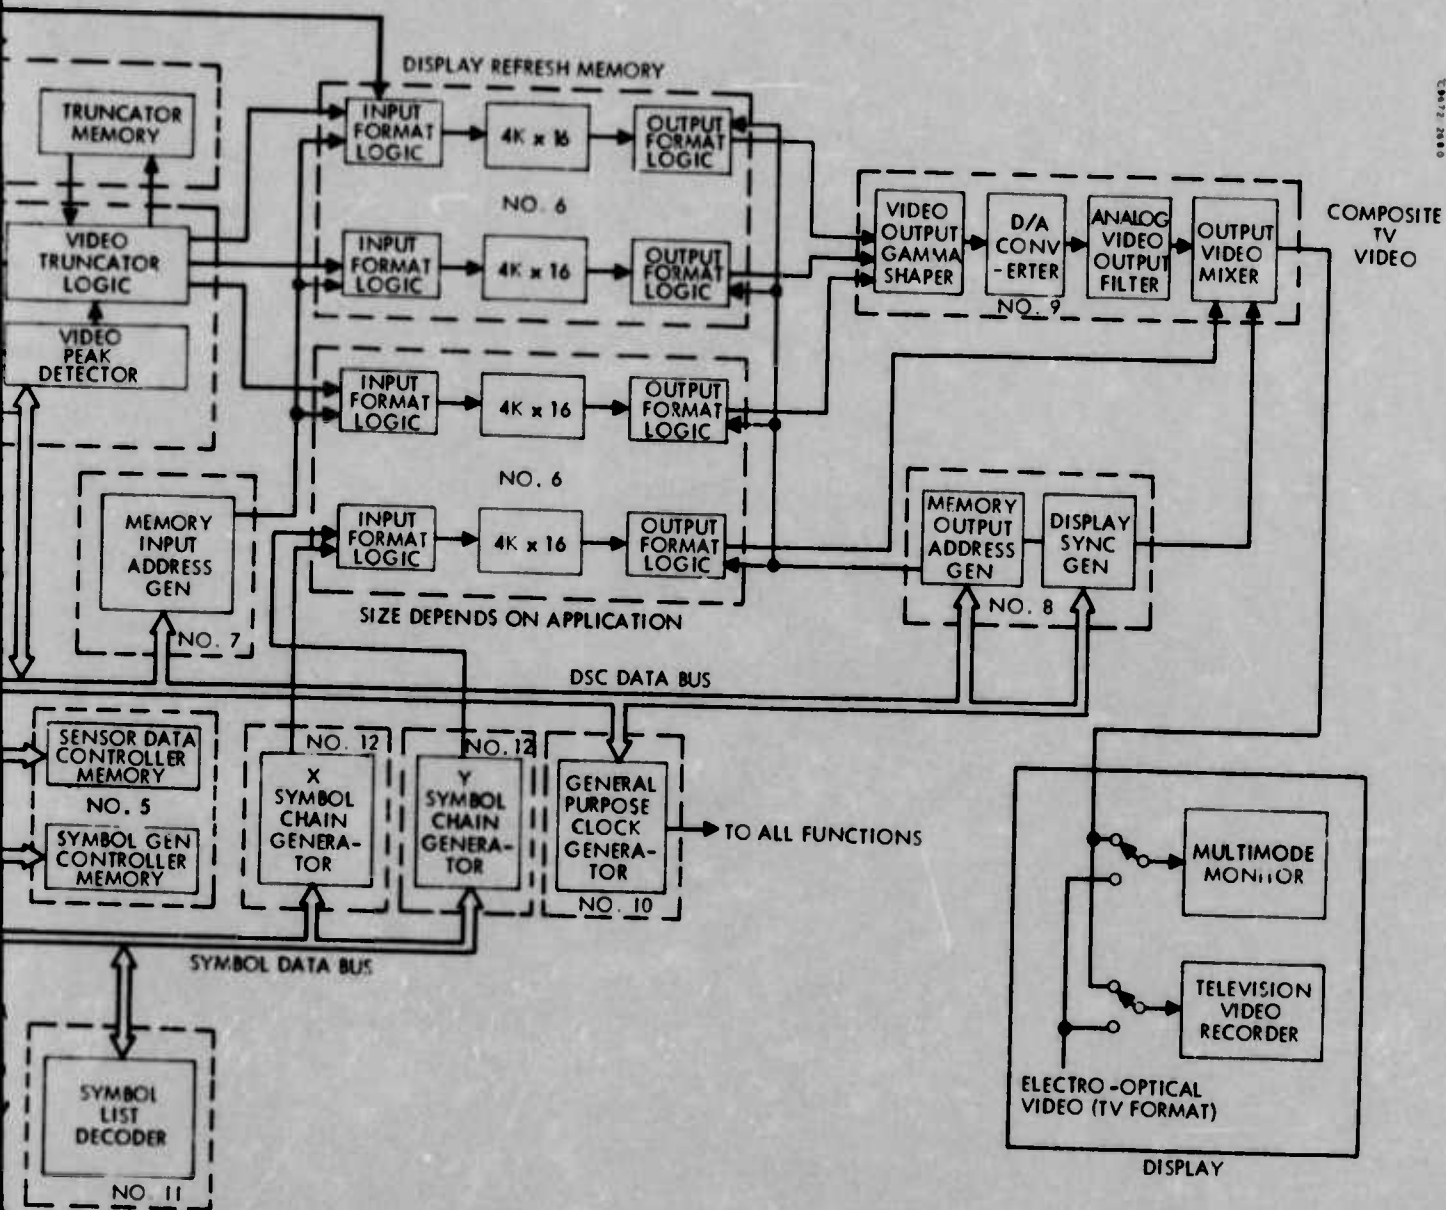 DISPLAY REFRESH MEMORY
TRUNCATOR
MEMORY
VIDEO
TRUNCATOR
LOGIC
VIDEO
PEAK
DETECTOR
INPUT
FORMAT
LOGIC
4K x 16
OUTPUT
FORMAT
LOGIC
NO. 6
INPUT
FORMAT
LOGIC
4K x 16
OUTPUT
FORMAT
LOGIC
INPUT
FORMAT
LOGIC
4K x 16
OUTPUT
FORMAT
LOGIC
NO. 6
INPUT
FORMAT
LOGIC
4K x 16
OUTPUT
FORMAT
LOGIC
SIZE DEPENDS ON APPLICATION
VIDEO
OUTPUT
GAMMA
SHAPER
D/A
CONV
-ERTER
ANALOG
VIDEO
OUTPUT
FILTER
OUTPUT
VIDEO
MIXER
NO. 9
COMPOSITE
TV
VIDEO
MEMORY
INPUT
ADDRESS
GEN
NO. 7
MEMORY
OUTPUT
ADDRESS
GEN
DISPLAY
SYNC
GEN
NO. 8
DSC DATA BUS
SENSOR DATA
CONTROLLER
MEMORY
NO. 5
SYMBOL GEN
CONTROLLER
MEMORY
NO. 12
X
SYMBOL
CHAIN
GENERA-
TOR
NO. 12
Y
SYMBOL
CHAIN
GENERA-
TOR
GENERAL
PURPOSE
CLOCK
GENERA-
TOR
NO. 10
TO ALL FUNCTIONS
SYMBOL DATA BUS
SYMBOL
LIST
DECODER
NO. 11
MULTIMODE
MONITOR
TELEVISION
VIDEO
RECORDER
ELECTRO-OPTICAL
VIDEO (TV FORMAT)
DISPLAY